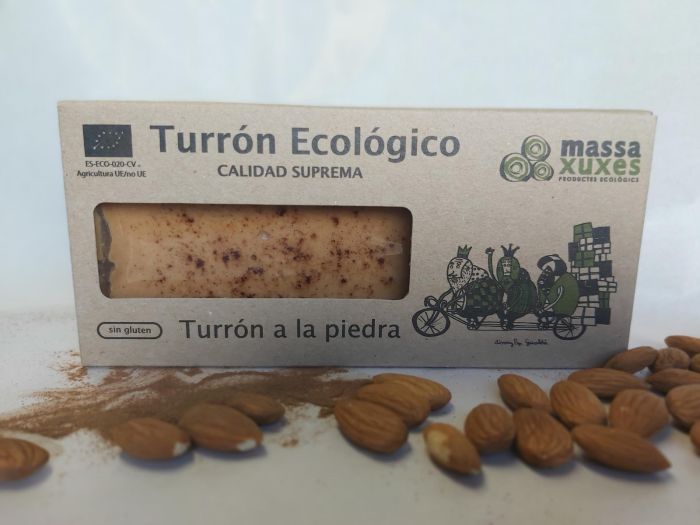 Turrón Ecológico
CALIDAD SUPREMA
ES-ECO-020-CV
Agricultura UE/no UE
massa
xuxes
PRODUCTES ECOLÒGICS
sin gluten
Turrón a la piedra